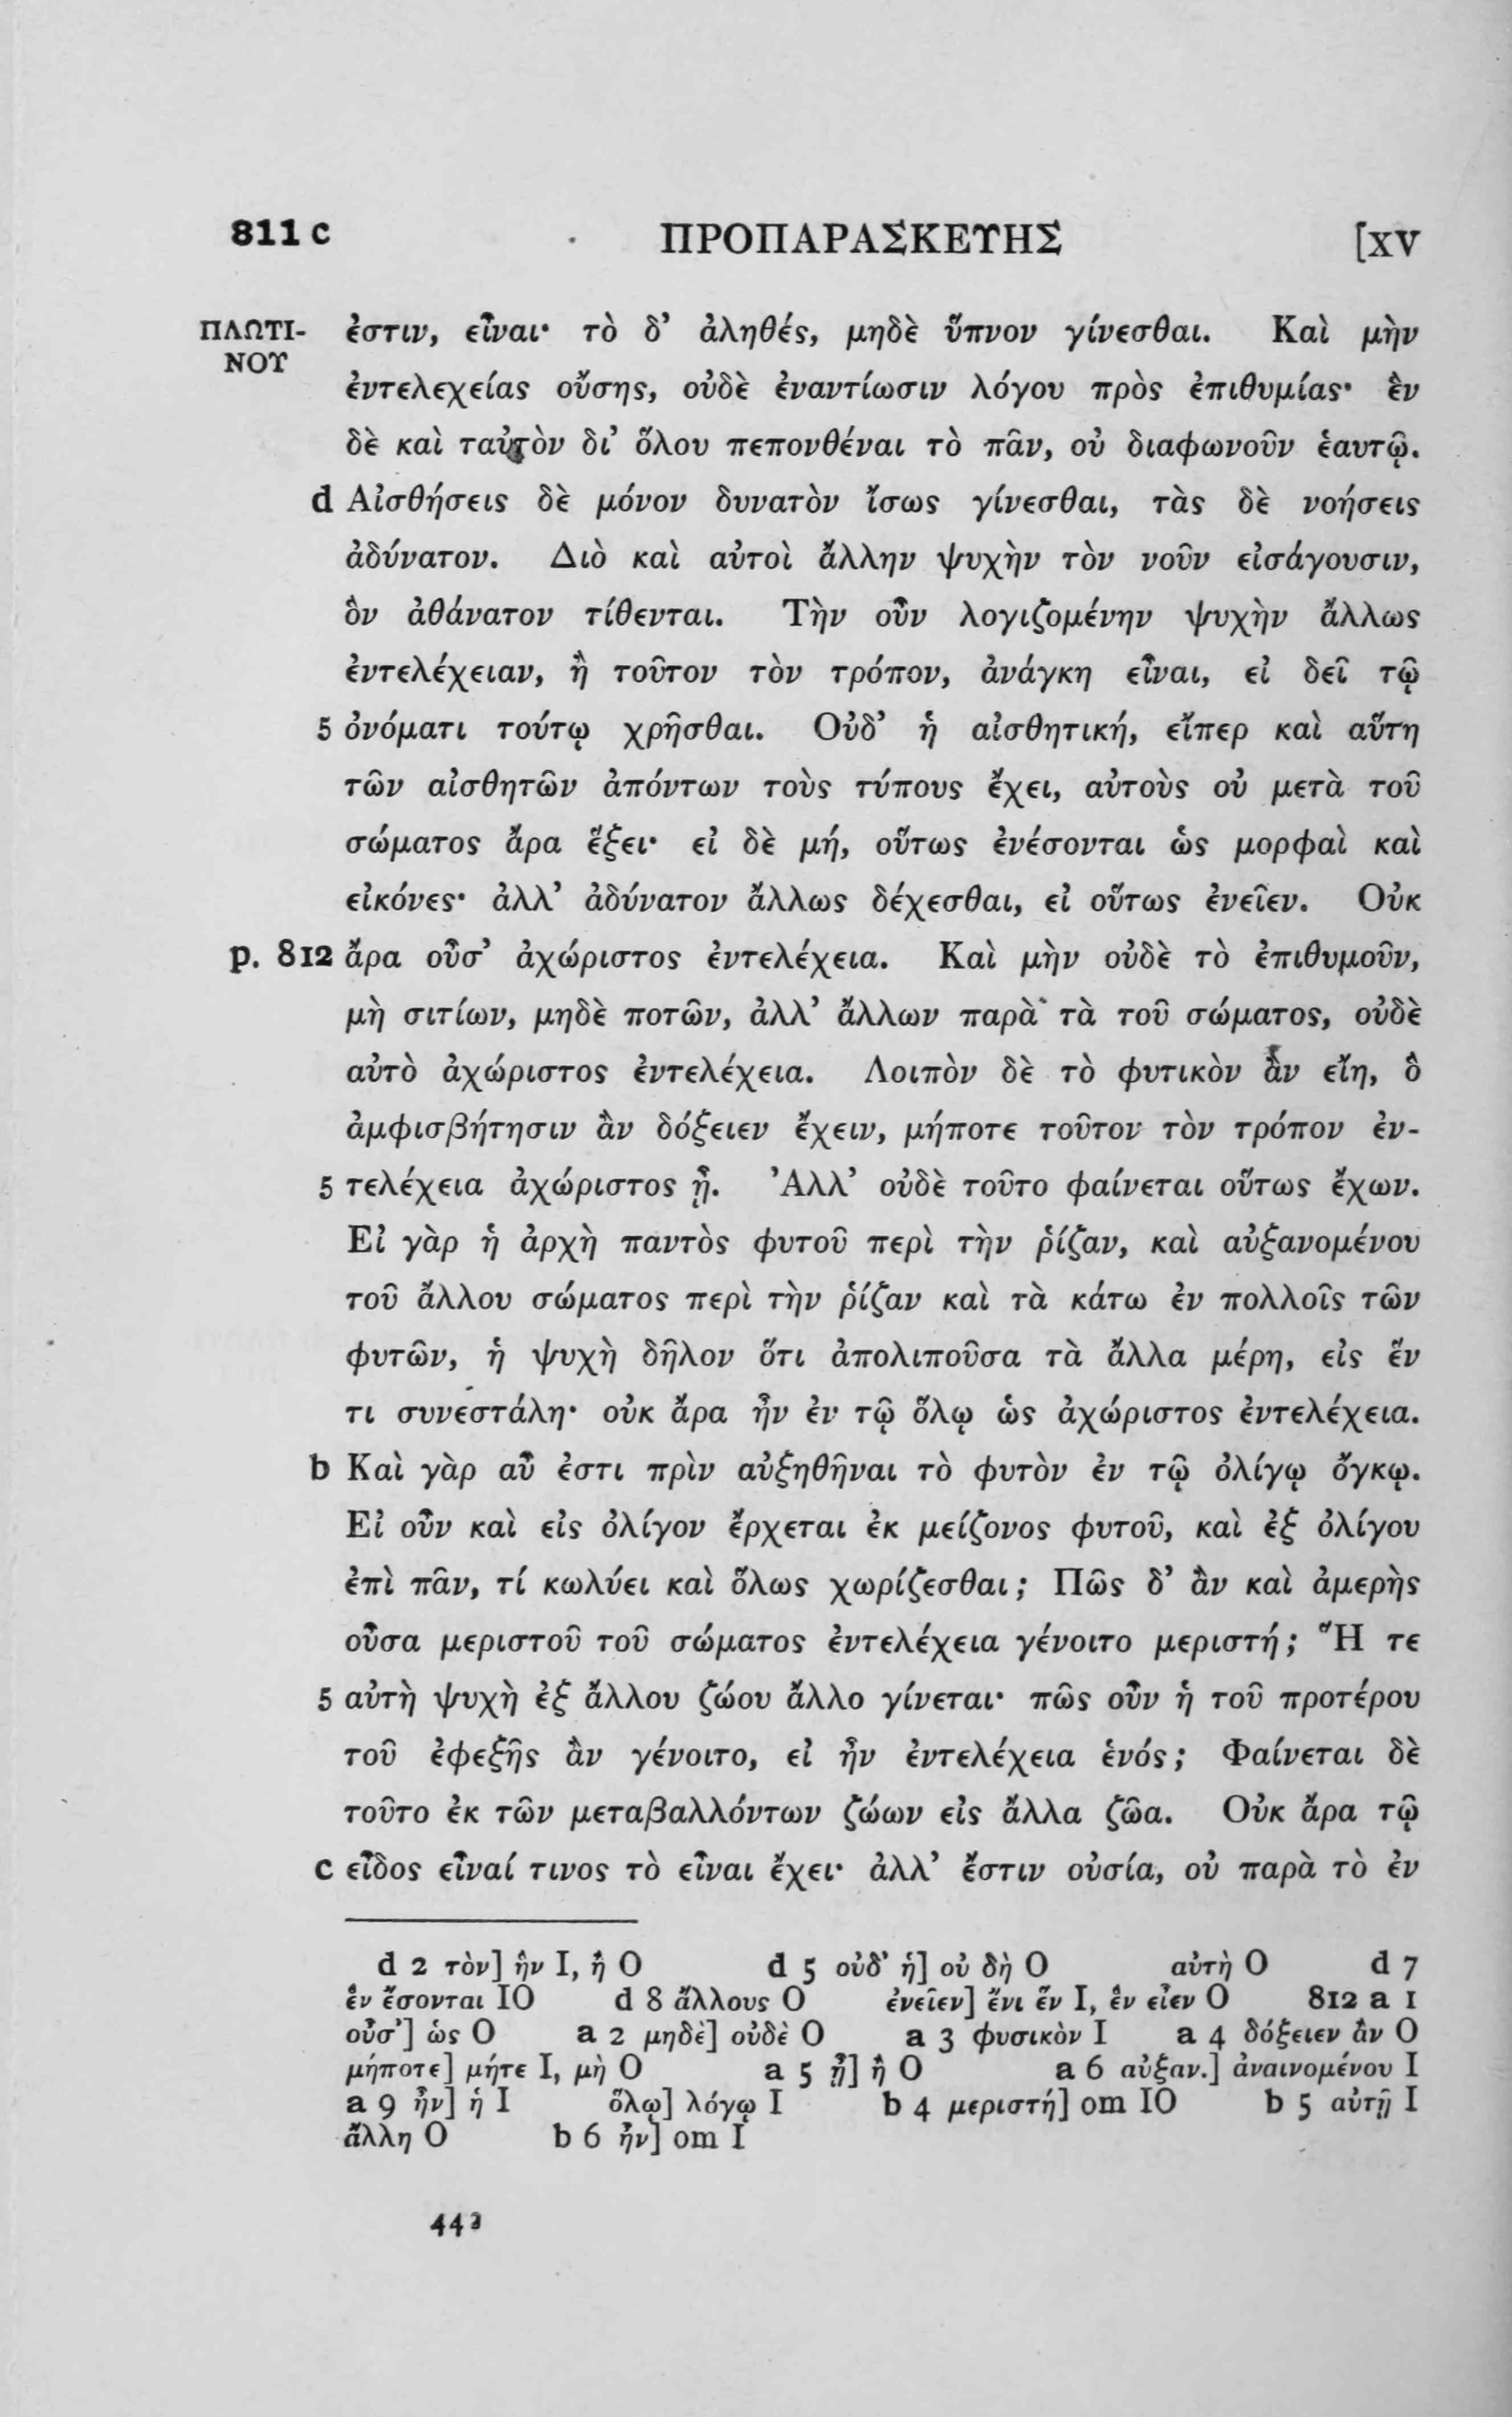 811 c ΠΡΟΠΑΡΑΣΚΕΥΗΣ [XV
ΠΛΩΤΙ- ἐστιν, εἶναι· τὸ δ’ ἀληθές, μηδὲ ὕπνον γίνεσθαι. Καὶ μὴν
ΝΟΥ
ἐντελεχείας οὔσης, οὐδὲ ἐναντίωσιν λόγου πρὸς ἐπιθυμίας· ἓν
δὲ καὶ ταὐτὸν δι’ ὅλου πεπονθέναι τὸ πᾶν, οὐ διαφωνοῦν ἑαυτῷ.
d Αἰσθήσεις δὲ μόνον δυνατὸν ἴσως γίνεσθαι, τὰς δὲ νοήσεις
ἀδύνατον. Διὸ καὶ αὐτοὶ ἄλλην ψυχὴν τὸν νοῦν εἰσάγουσιν,
ὃν ἀθάνατον τίθενται. Τὴν οὖν λογιζομένην ψυχὴν ἄλλως
ἐντελέχειαν, ἢ τοῦτον τὸν τρόπον, ἀνάγκη εἶναι, εἰ δεῖ τῷ
5 ὀνόματι τούτῳ χρῆσθαι. Οὐδ’ ἡ αἰσθητική, εἴπερ καὶ αὕτη
τῶν αἰσθητῶν ἀπόντων τοὺς τύπους ἔχει, αὐτοὺς οὐ μετὰ τοῦ
σώματος ἄρα ἕξει· εἰ δὲ μή, οὕτως ἐνέσονται ὡς μορφαὶ καὶ
εἰκόνες· ἀλλ’ ἀδύνατον ἄλλως δέχεσθαι, εἰ οὕτως ἐνεῖεν. Οὐκ
p. 812 ἄρα οὖσ’ ἀχώριστος ἐντελέχεια. Καὶ μὴν οὐδὲ τὸ ἐπιθυμοῦν,
μὴ σιτίων, μηδὲ ποτῶν, ἀλλ’ ἄλλων παρὰ τὰ τοῦ σώματος, οὐδὲ
αὐτὸ ἀχώριστος ἐντελέχεια. Λοιπὸν δὲ τὸ φυτικὸν ἂν εἴη, ὃ
ἀμφισβήτησιν ἂν δόξειεν ἔχειν, μήποτε τοῦτον τὸν τρόπον ἐν-
5 τελέχεια ἀχώριστος ᾖ. Ἀλλ’ οὐδὲ τοῦτο φαίνεται οὕτως ἔχων.
Εἰ γὰρ ἡ ἀρχὴ παντὸς φυτοῦ περὶ τὴν ῥίζαν, καὶ αὐξανομένου
τοῦ ἄλλου σώματος περὶ τὴν ῥίζαν καὶ τὰ κάτω ἐν πολλοῖς τῶν
φυτῶν, ἡ ψυχὴ δῆλον ὅτι ἀπολιποῦσα τὰ ἄλλα μέρη, εἰς ἕν
τι συνεστάλη· οὐκ ἄρα ἦν ἐν τῷ ὅλῳ ὡς ἀχώριστος ἐντελέχεια.
b Καὶ γὰρ αὖ ἐστι πρὶν αὐξηθῆναι τὸ φυτὸν ἐν τῷ ὀλίγῳ ὄγκῳ.
Εἰ οὖν καὶ εἰς ὀλίγον ἔρχεται ἐκ μείζονος φυτοῦ, καὶ ἐξ ὀλίγου
ἐπὶ πᾶν, τί κωλύει καὶ ὅλως χωρίζεσθαι; Πῶς δ’ ἂν καὶ ἀμερὴς
οὖσα μεριστοῦ τοῦ σώματος ἐντελέχεια γένοιτο μεριστή; Ἥ τε
5 αὐτὴ ψυχὴ ἐξ ἄλλου ζώου ἄλλο γίνεται· πῶς οὖν ἡ τοῦ προτέρου
τοῦ ἐφεξῆς ἂν γένοιτο, εἰ ἦν ἐντελέχεια ἑνός; Φαίνεται δὲ
τοῦτο ἐκ τῶν μεταβαλλόντων ζώων εἰς ἄλλα ζῶα. Οὐκ ἄρα τῷ
c εἶδος εἶναί τινος τὸ εἶναι ἔχει· ἀλλ’ ἔστιν οὐσία, οὐ παρὰ τὸ ἐν
d 2 τὸν] ἣν I, ἢ O d 5 οὐδ’ ἡ] οὐ δὴ O αὐτὴ O d 7
ἓν ἔσονται IO d 8 ἄλλους O ἐνεῖεν] ἔνι ἓν I, ἓν εἶεν O 812 a 1
οὖσ’] ὡς O a 2 μηδὲ] οὐδὲ O a 3 φυσικὸν I a 4 δόξειεν ἂν O
μήποτε] μήτε I, μὴ O a 5 ᾖ] ἢ O a 6 αὐξαν.] ἀναινομένου I
a 9 ἦν] ἡ I ὅλῳ] λόγῳ I b 4 μεριστή] om IO b 5 αὐτῇ I
ἄλλη O b 6 ἦν] om I
442